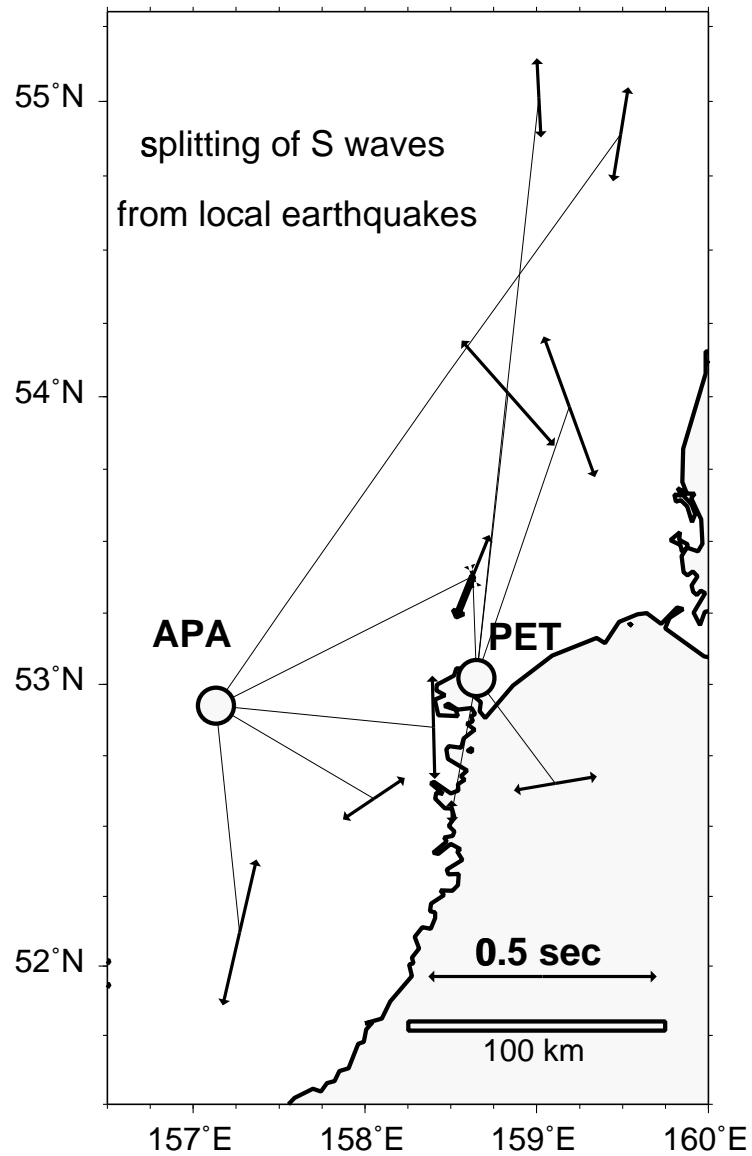 55°N
splitting of S waves
from local earthquakes
54°N
APA
PET
53°N
52°N
0.5 sec
100 km
157°E
158°E
159°E
160°E